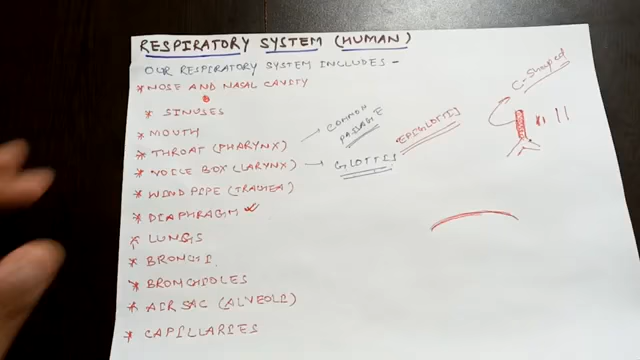 RESPIRATORY SYSTEM (HUMAN)
OUR RESPIRATORY SYSTEM INCLUDES -
* NOSE AND NASAL CAVITY
* SINUSES
* MOUTH
* THROAT (PHARYNX)
COMMON PASSAGE
* VOICE BOX (LARYNX)
GLOTTIS
EPIGLOTTIS
C-Shaped
* WIND PIPE (TRACHEA)
* DIAPHRAGM
* LUNGS
* BRONCHI
* BRONCHIOLES
* AIR SAC (ALVEOLI)
* CAPILLARIES